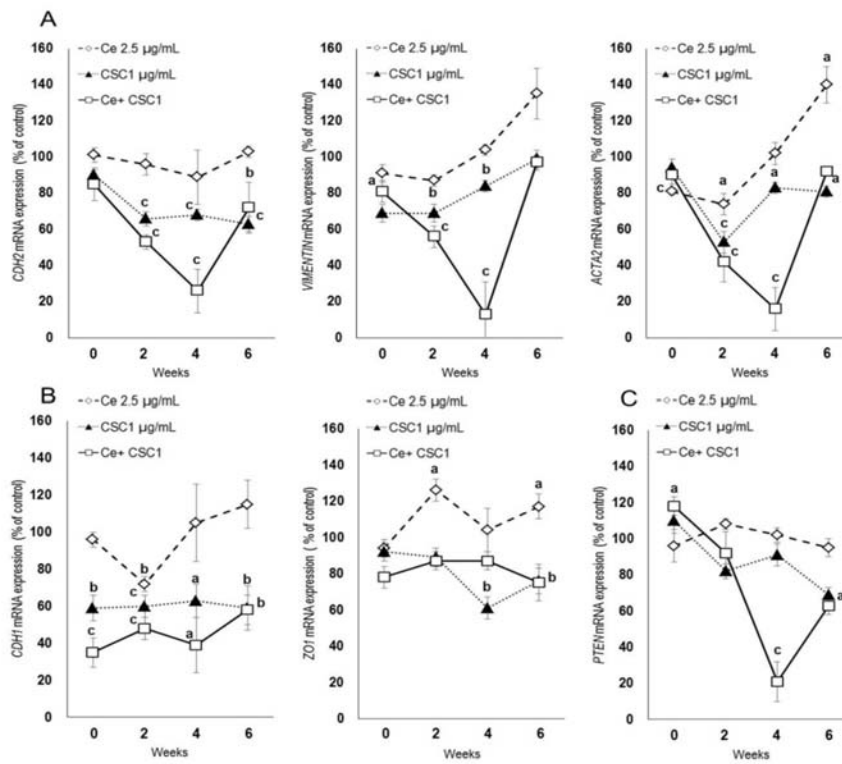 A
160
140
120
100
80
60
40
20
0
Ce 2.5 µg/mL
CSC1 µg/mL
Ce+ CSC1
CDH2 mRNA expression (% of control)
b
c
c
c
c
c
0
2
4
6
Weeks
160
140
120
100
80
60
40
20
0
Ce 2.5 µg/mL
CSC1 µg/mL
Ce+ CSC1
VIMENTIN mRNA expression (% of control)
a
b
b
c
c
0
2
4
6
Weeks
160
140
120
100
80
60
40
20
0
Ce 2.5 µg/mL
CSC1 µg/mL
Ce+ CSC1
ACTA2 mRNA expression (% of control)
a
c
a
a
a
c
c
c
0
2
4
6
Weeks
B
160
140
120
100
80
60
40
20
0
Ce 2.5 µg/mL
CSC1 µg/mL
Ce+ CSC1
CDH1 mRNA expression (% of control)
b
b
c
a
b
c
c
a
b
0
2
4
6
Weeks
160
140
120
100
80
60
40
20
0
Ce 2.5 µg/mL
CSC1 µg/mL
Ce+ CSC1
ZO1 mRNA expression ( % of control)
a
a
b
b
0
2
4
6
Weeks
C
160
140
120
100
80
60
40
20
0
Ce 2.5 µg/mL
CSC1 µg/mL
Ce+ CSC1
PTEN mRNA expression (% of control)
a
a
c
0
2
4
6
Weeks